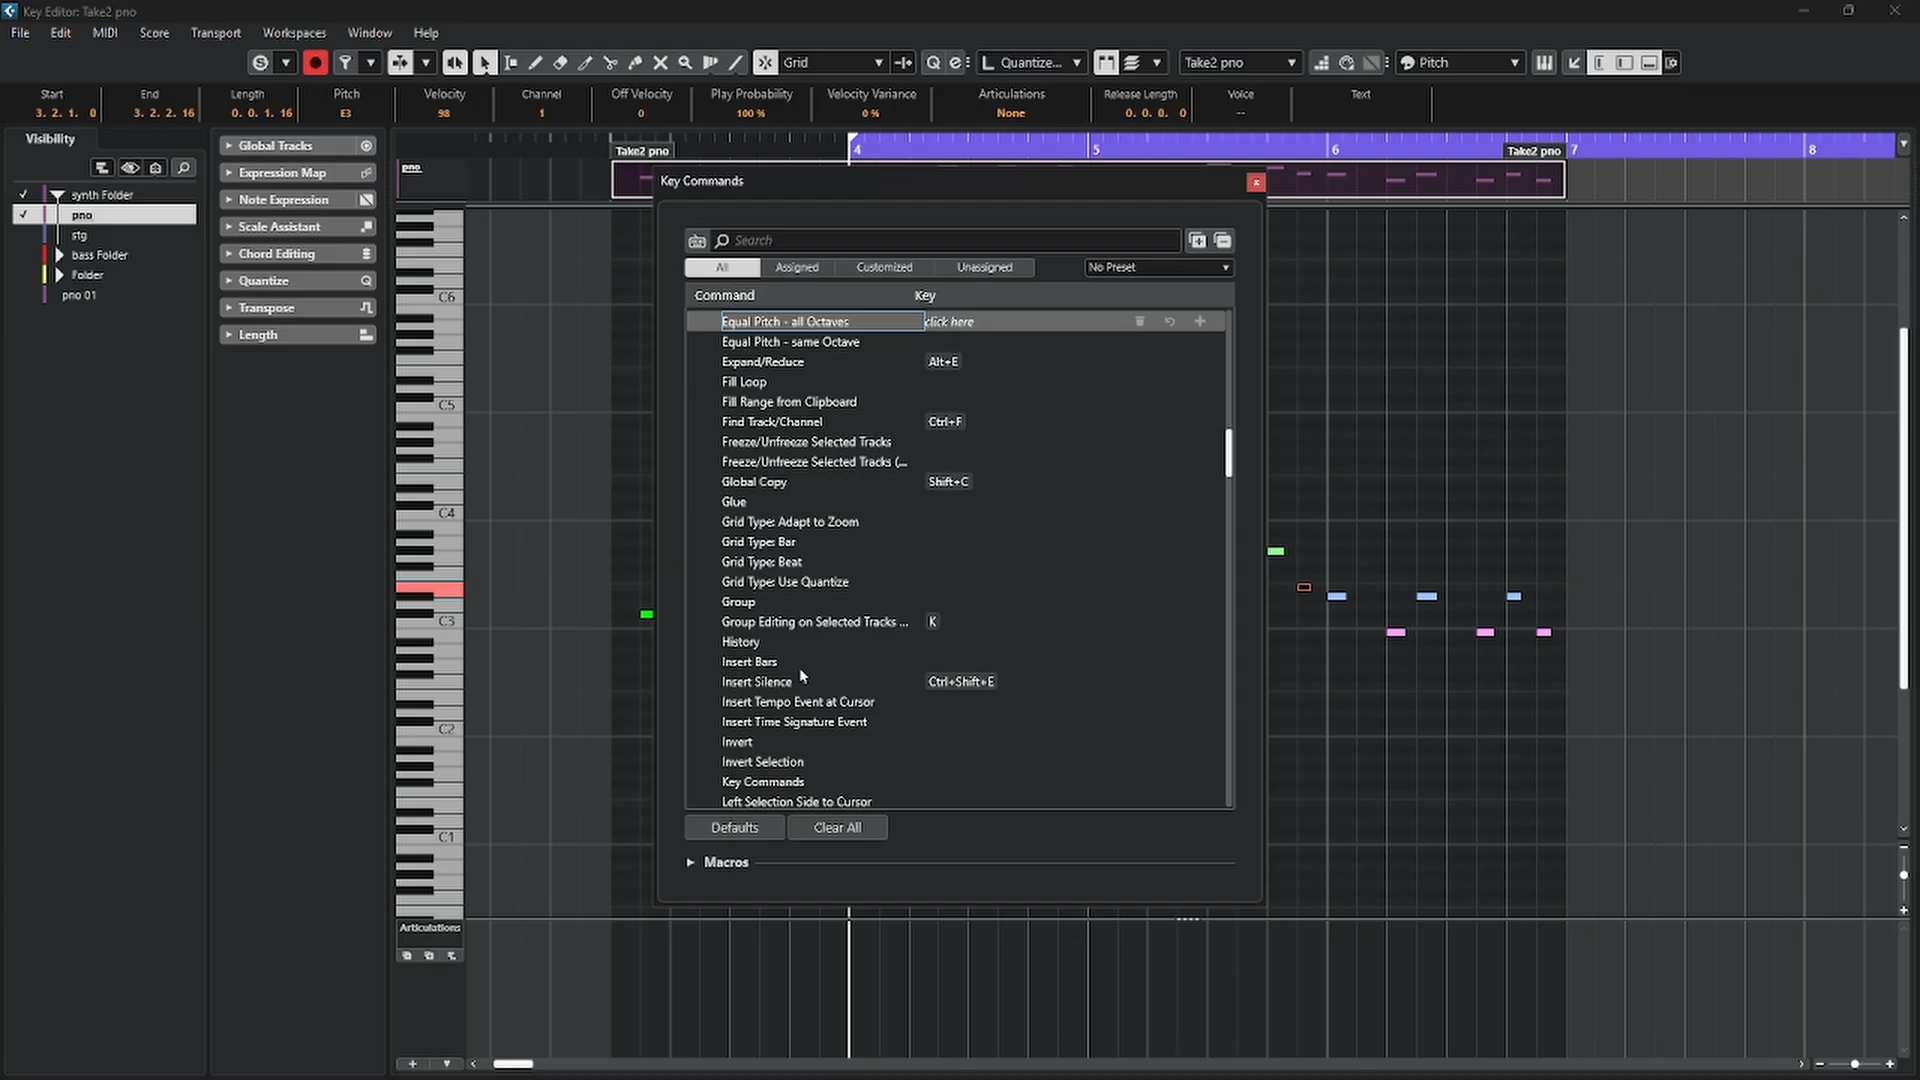 Key Editor: Take2 pno
File Edit MIDI Score Transport Workspaces Window Help
Grid Quantize... Take2 pno Pitch
Start End Length Pitch Velocity Channel Off Velocity Play Probability Velocity Variance Articulations Release Length Voice Text
3. 2. 1. 0 3. 2. 2. 16 0. 0. 1. 16 E3 98 1 0 100 % 0 % None 0. 0. 0. 0 --
Visibility
synth Folder
pno
stg
bass Folder
Folder
pno 01
Global Tracks
Expression Map
Note Expression
Scale Assistant
Chord Editing
Quantize
Transpose
Length
4 5 6 7 8
Take2 pno Take2 pno
pno
C6
C5
C4
C3
C2
C1
Articulations
Key Commands
Search
All Assigned Customized Unassigned No Preset
Command Key
Equal Pitch - all Octaves click here
Equal Pitch - same Octave
Expand/Reduce Alt+E
Fill Loop
Fill Range from Clipboard
Find Track/Channel Ctrl+F
Freeze/Unfreeze Selected Tracks
Freeze/Unfreeze Selected Tracks (...
Global Copy Shift+C
Glue
Grid Type: Adapt to Zoom
Grid Type: Bar
Grid Type: Beat
Grid Type: Use Quantize
Group
Group Editing on Selected Tracks ... K
History
Insert Bars
Insert Silence Ctrl+Shift+E
Insert Tempo Event at Cursor
Insert Time Signature Event
Invert
Invert Selection
Key Commands
Left Selection Side to Cursor
Defaults Clear All
Macros